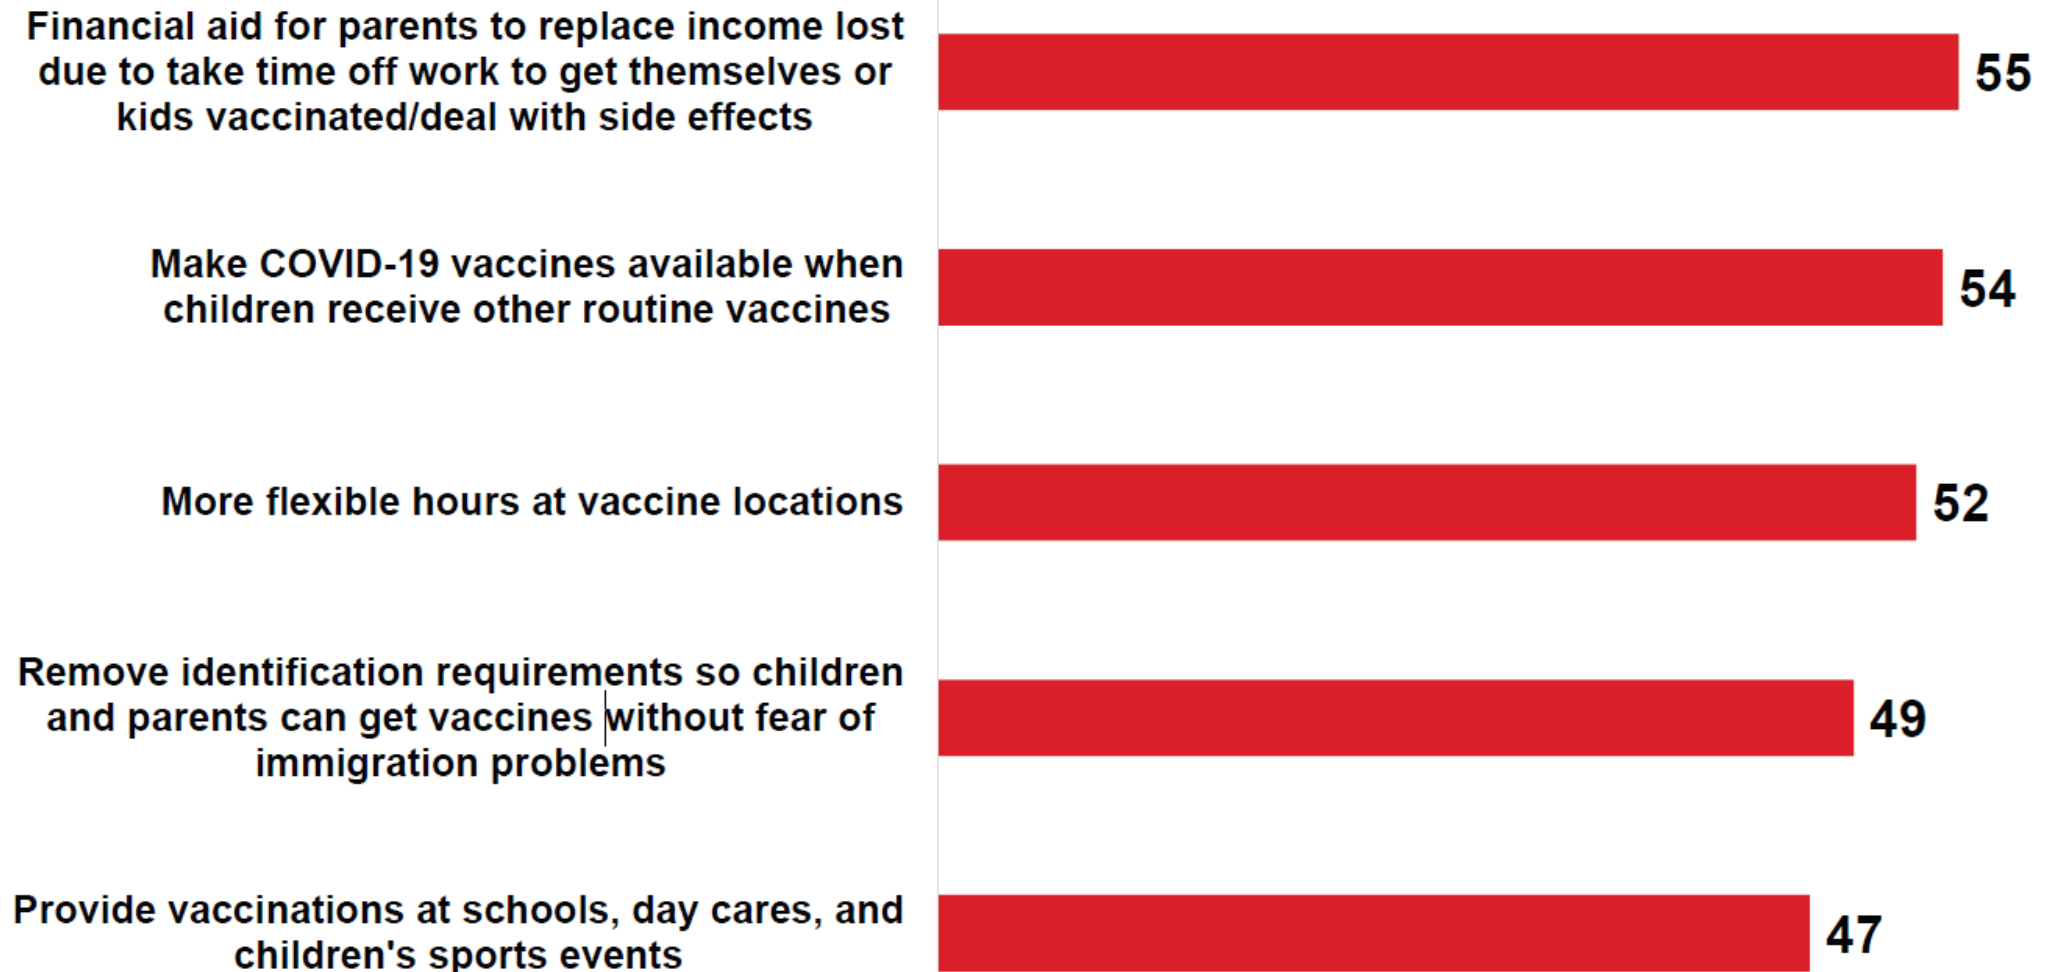 Financial aid for parents to replace income lost
due to take time off work to get themselves or
kids vaccinated/deal with side effects
55
Make COVID-19 vaccines available when
children receive other routine vaccines
54
More flexible hours at vaccine locations
52
Remove identification requirements so children
and parents can get vaccines without fear of
immigration problems
49
Provide vaccinations at schools, day cares, and
children's sports events
47